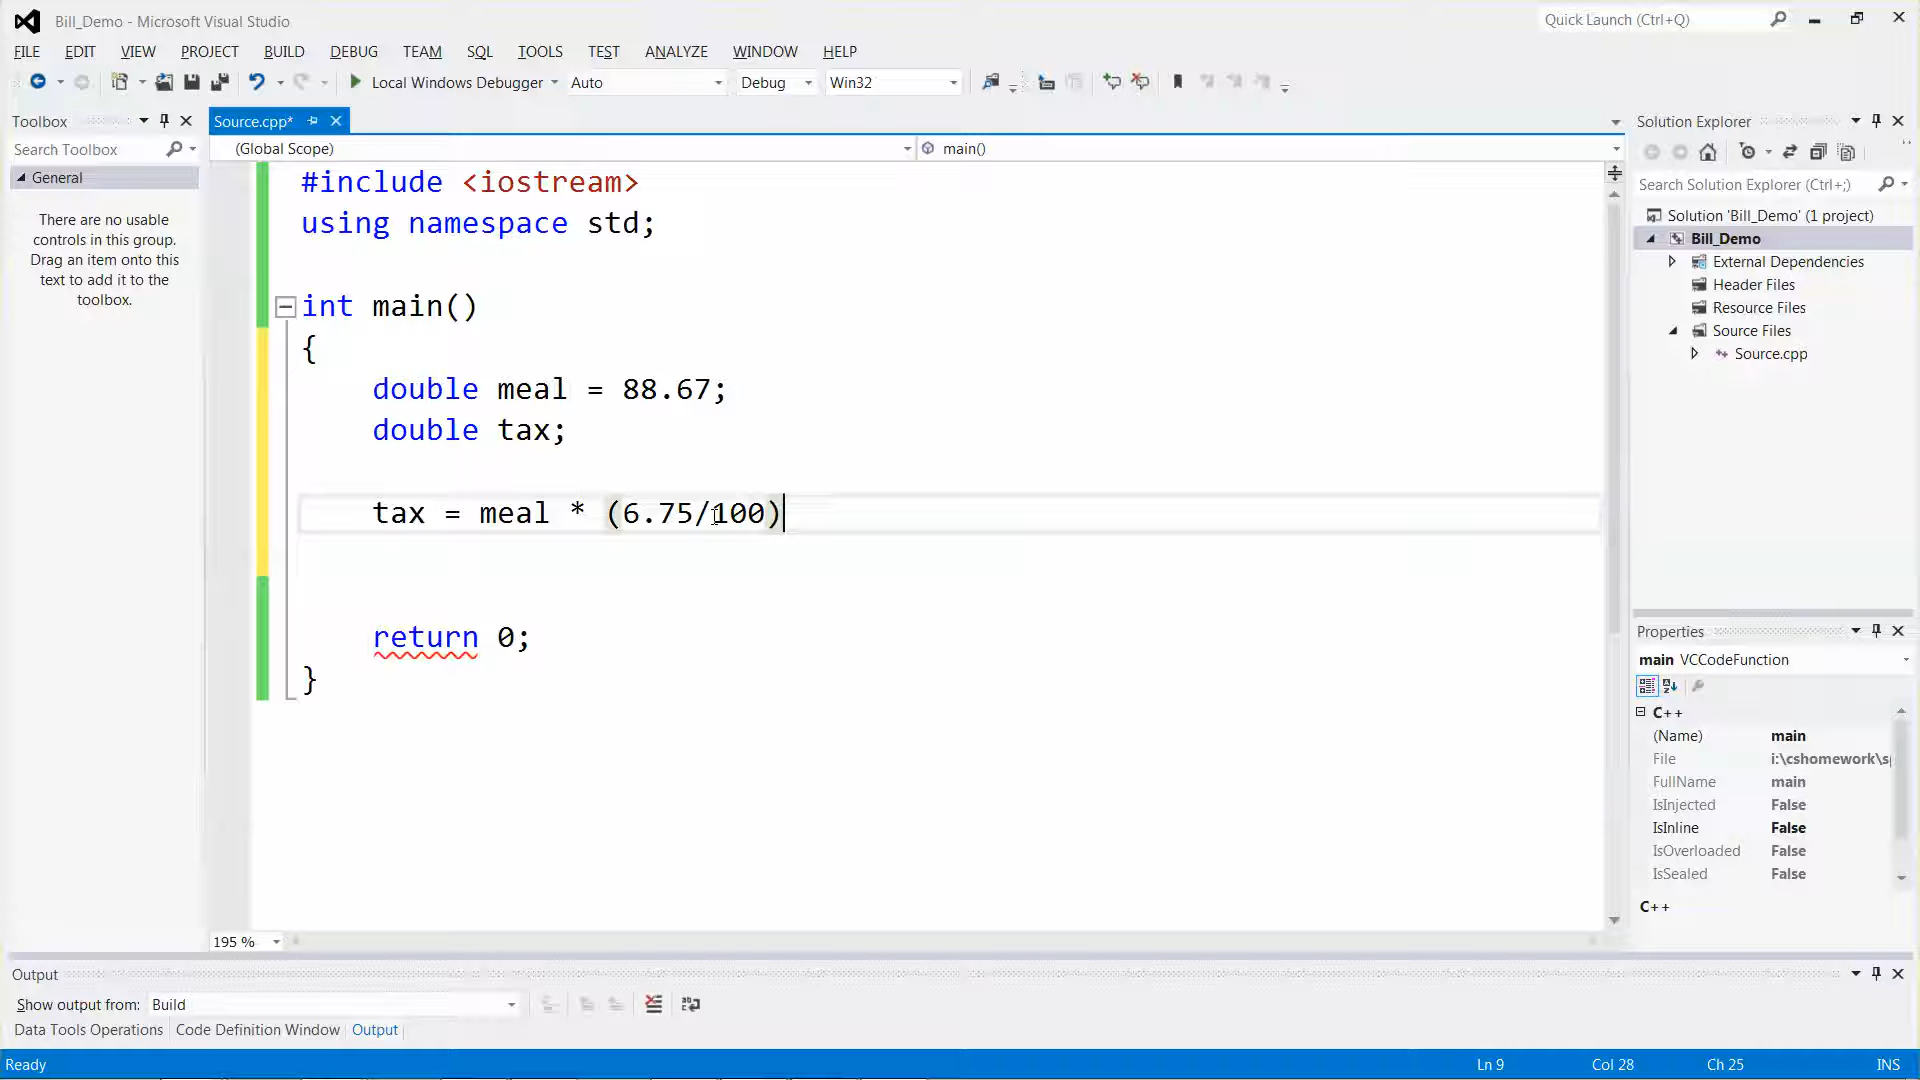 Bill_Demo - Microsoft Visual Studio
Quick Launch (Ctrl+Q)
FILE EDIT VIEW PROJECT BUILD DEBUG TEAM SQL TOOLS TEST ANALYZE WINDOW HELP
Local Windows Debugger Auto Debug Win32
Toolbox
Search Toolbox
General
There are no usable
controls in this group.
Drag an item onto this
text to add it to the
toolbox.
Source.cpp*
(Global Scope) main()
#include <iostream>
using namespace std;
int main()
{
double meal = 88.67;
double tax;
tax = meal * (6.75/100)
return 0;
}
195 %
Solution Explorer
Search Solution Explorer (Ctrl+;)
Solution 'Bill_Demo' (1 project)
Bill_Demo
External Dependencies
Header Files
Resource Files
Source Files
Source.cpp
Properties
main VCCodeFunction
C++
(Name) main
File i:\cshomework\s
FullName main
IsInjected False
IsInline False
IsOverloaded False
IsSealed False
C++
Output
Show output from: Build
Data Tools Operations Code Definition Window Output
Ready Ln 9 Col 28 Ch 25 INS